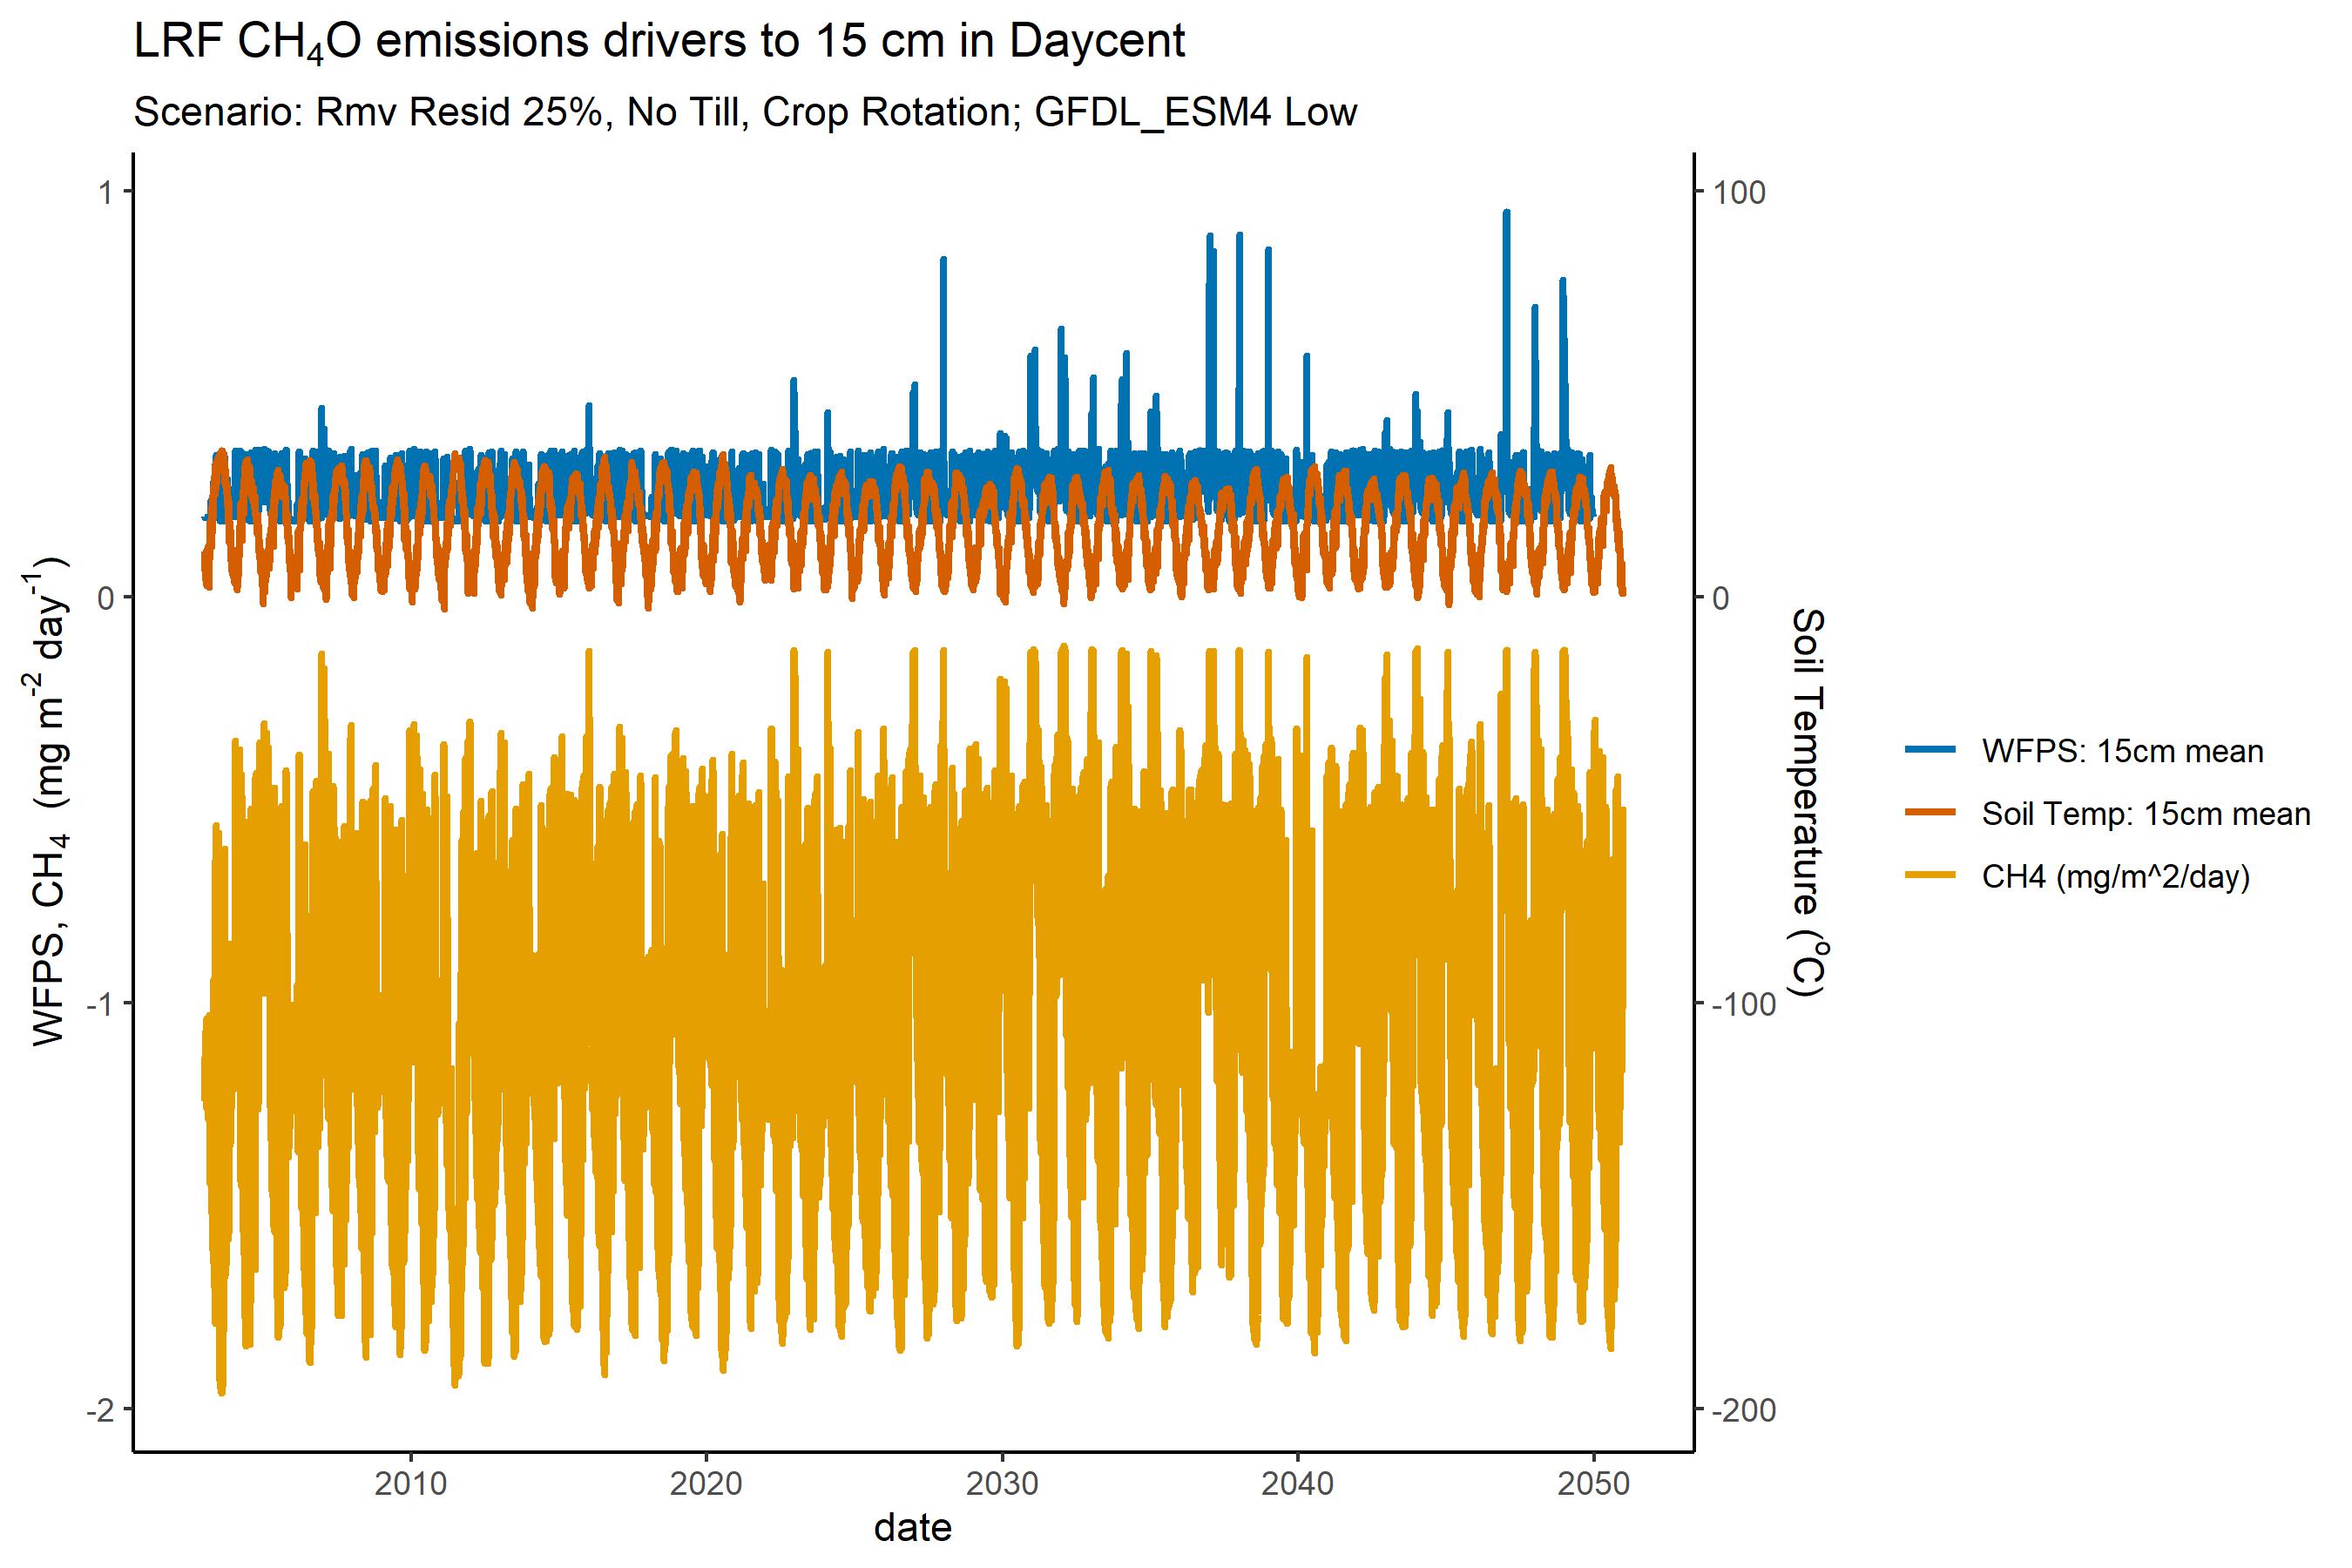 LRF CH₄O emissions drivers to 15 cm in Daycent
Scenario: Rmv Resid 25%, No Till, Crop Rotation; GFDL_ESM4 Low
1
0
-1
-2
WFPS, CH₄ (mg m⁻² day⁻¹)
100
0
-100
-200
Soil Temperature (°C)
WFPS: 15cm mean
Soil Temp: 15cm mean
CH4 (mg/m^2/day)
2010
2020
2030
2040
2050
date